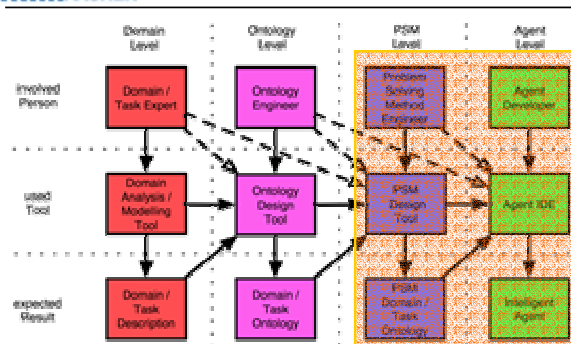 Domain Level
Ontology Level
PSM Level
Agent Level
involved Person
Domain / Task Expert
Ontology Engineer
Problem Solving Method Engineer
Agent Developer
used Tool
Domain Analysis / Modelling Tool
Ontology Design Tool
PSM Design Tool
Agent IDE
expected Result
Domain / Task Description
Domain / Task Ontology
PSM Domain / Task Ontology
Intelligent Agent